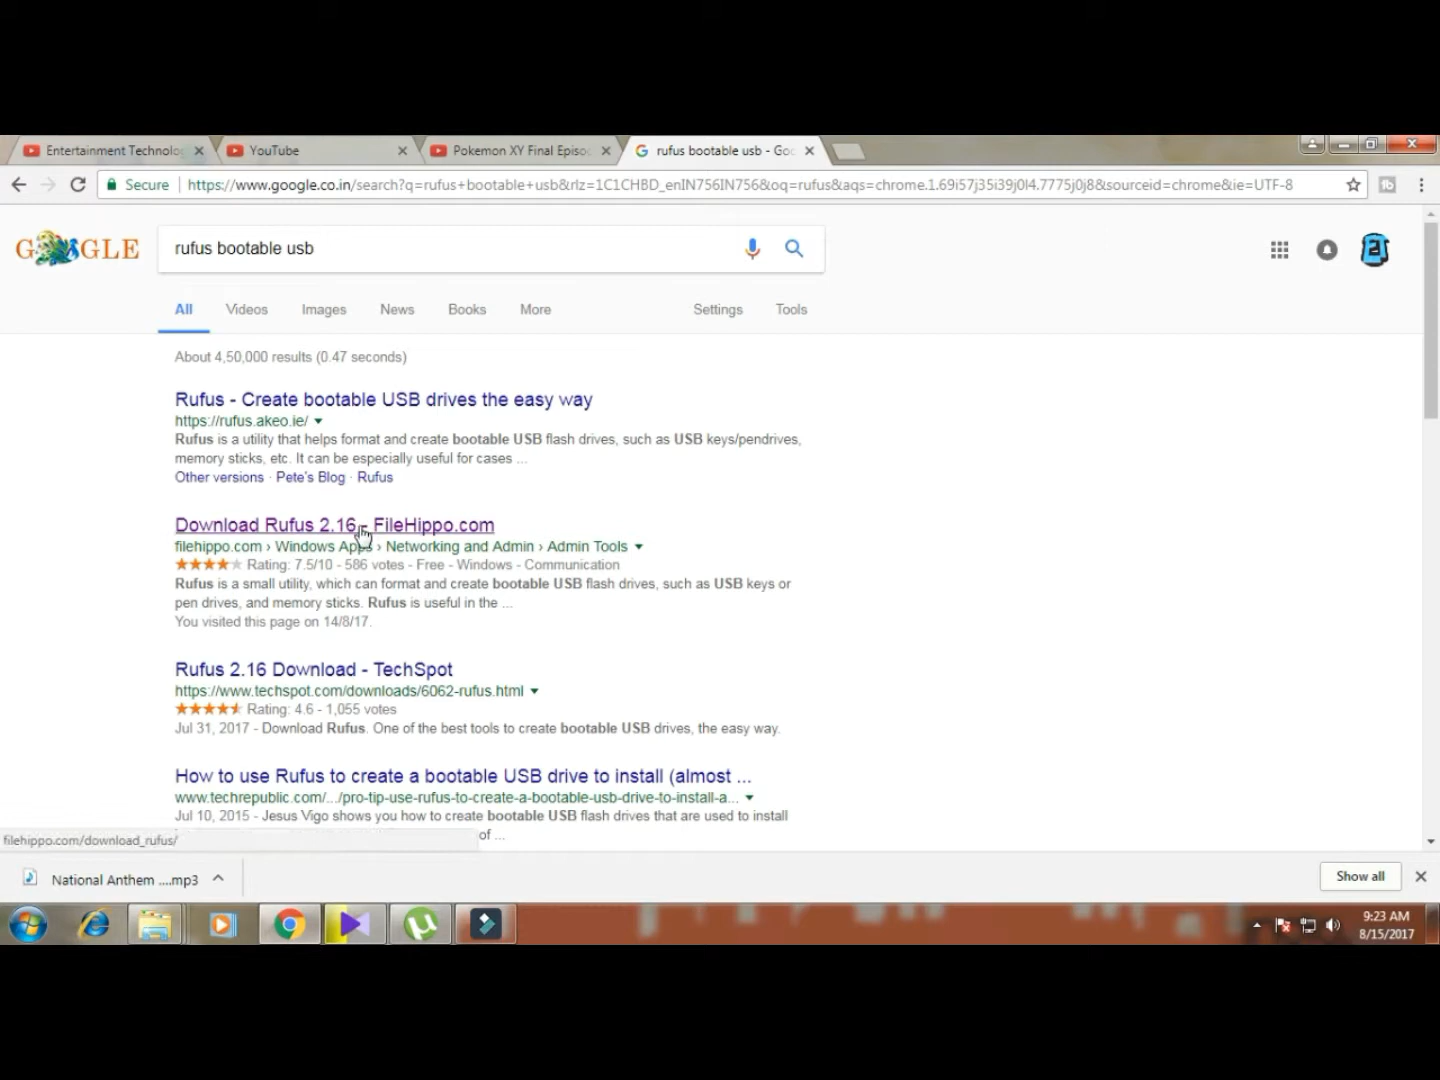 Entertainment Technolo
YouTube
Pokemon XY Final Episo
rufus bootable usb - Goo
Secure
https://www.google.co.in/search?q=rufus+bootable+usb&rlz=1C1CHBD_enIN756IN756&oq=rufus&aqs=chrome.1.69i57j35i39j0l4.7775j0j8&sourceid=chrome&ie=UTF-8
GOOGLE
rufus bootable usb
All
Videos
Images
News
Books
More
Settings
Tools
About 4,50,000 results (0.47 seconds)
Rufus - Create bootable USB drives the easy way
https://rufus.akeo.ie/
Rufus is a utility that helps format and create bootable USB flash drives, such as USB keys/pendrives,
memory sticks, etc. It can be especially useful for cases ...
Other versions · Pete's Blog · Rufus
Download Rufus 2.16 - FileHippo.com
filehippo.com › Windows Apps › Networking and Admin › Admin Tools
Rating: 7.5/10 - 586 votes - Free - Windows - Communication
Rufus is a small utility, which can format and create bootable USB flash drives, such as USB keys or
pen drives, and memory sticks. Rufus is useful in the ...
You visited this page on 14/8/17.
Rufus 2.16 Download - TechSpot
https://www.techspot.com/downloads/6062-rufus.html
Rating: 4.6 - 1,055 votes
Jul 31, 2017 - Download Rufus. One of the best tools to create bootable USB drives, the easy way.
How to use Rufus to create a bootable USB drive to install (almost ...
www.techrepublic.com/.../pro-tip-use-rufus-to-create-a-bootable-usb-drive-to-install-a...
Jul 10, 2015 - Jesus Vigo shows you how to create bootable USB flash drives that are used to install
of ...
filehippo.com/download_rufus/
National Anthem ....mp3
Show all
9:23 AM
8/15/2017